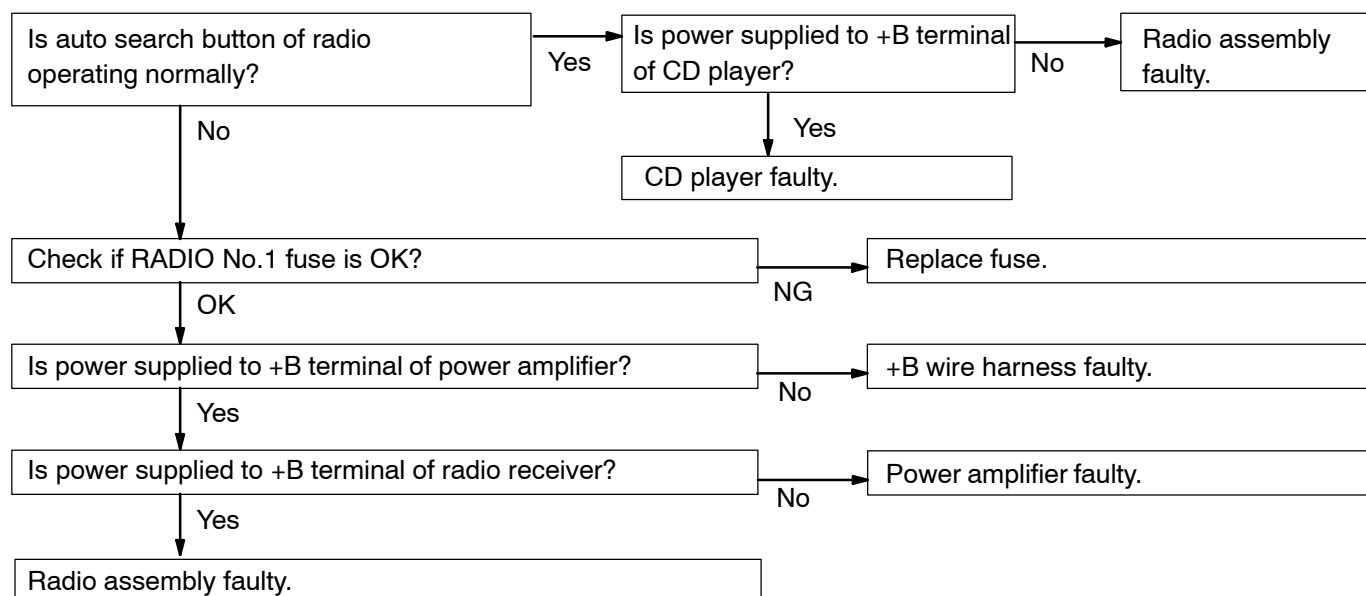 Is auto search button of radio
operating normally?
Yes
Is power supplied to +B terminal
of CD player?
No
Radio assembly
faulty.
No
Yes
CD player faulty.
Check if RADIO No.1 fuse is OK?
NG
Replace fuse.
OK
Is power supplied to +B terminal of power amplifier?
No
+B wire harness faulty.
Yes
Is power supplied to +B terminal of radio receiver?
No
Power amplifier faulty.
Yes
Radio assembly faulty.